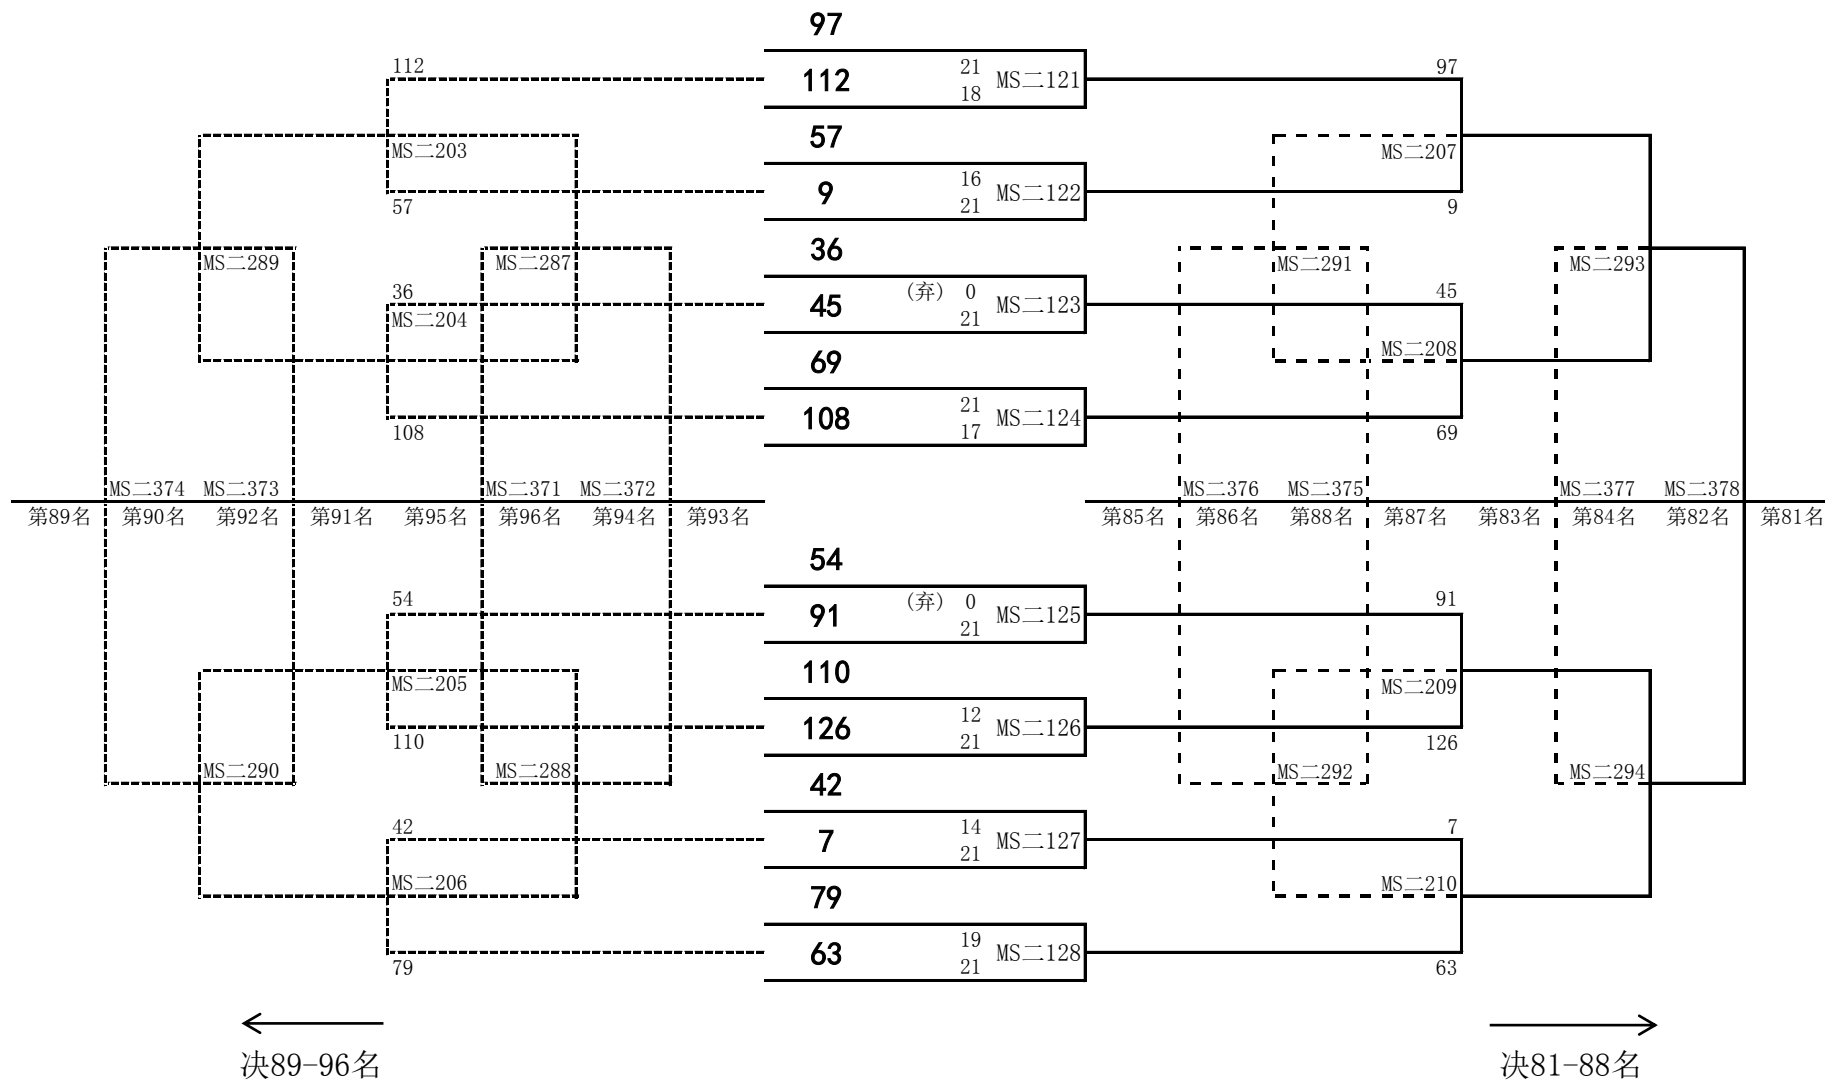 97
112 21 97
112 18 MS二121
57
MS二203 MS二207
9 16 MS二122
57 21 9
36
MS二289 MS二287 MS二291 MS二293
36 (弃) 0 45
MS二204 45 21 MS二123
69 MS二208
108 21 MS二124
108 17 69
MS二374 MS二373 MS二371 MS二372 MS二376 MS二375 MS二377 MS二378
第89名 第90名 第92名 第91名 第95名 第96名 第94名 第93名 第85名 第86名 第88名 第87名 第83名 第84名 第82名 第81名
54
54 (弃) 0 91
91 21 MS二125
110
MS二205 MS二209
126 12 MS二126
110 21 126
MS二290 MS二288 MS二292 MS二294
42
42 14 7
7 21 MS二127
MS二206 MS二210
79
63 19 MS二128
79 21 63
决89-96名 决81-88名